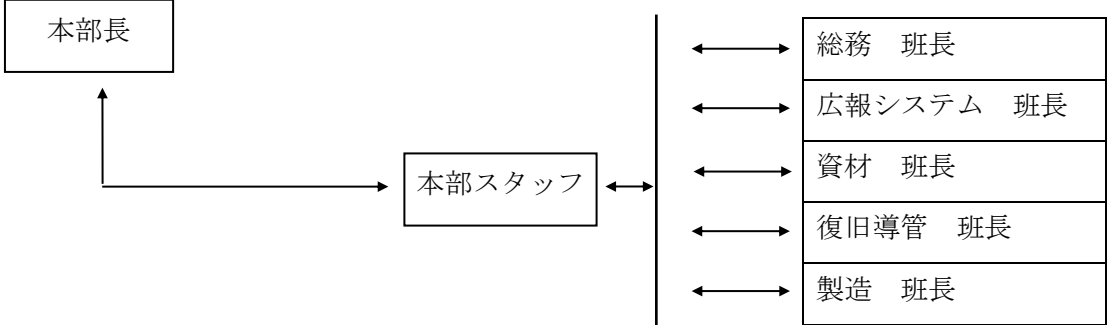 本部長
本部スタッフ
総務　班長
広報システム　班長
資材　班長
復旧導管　班長
製造　班長